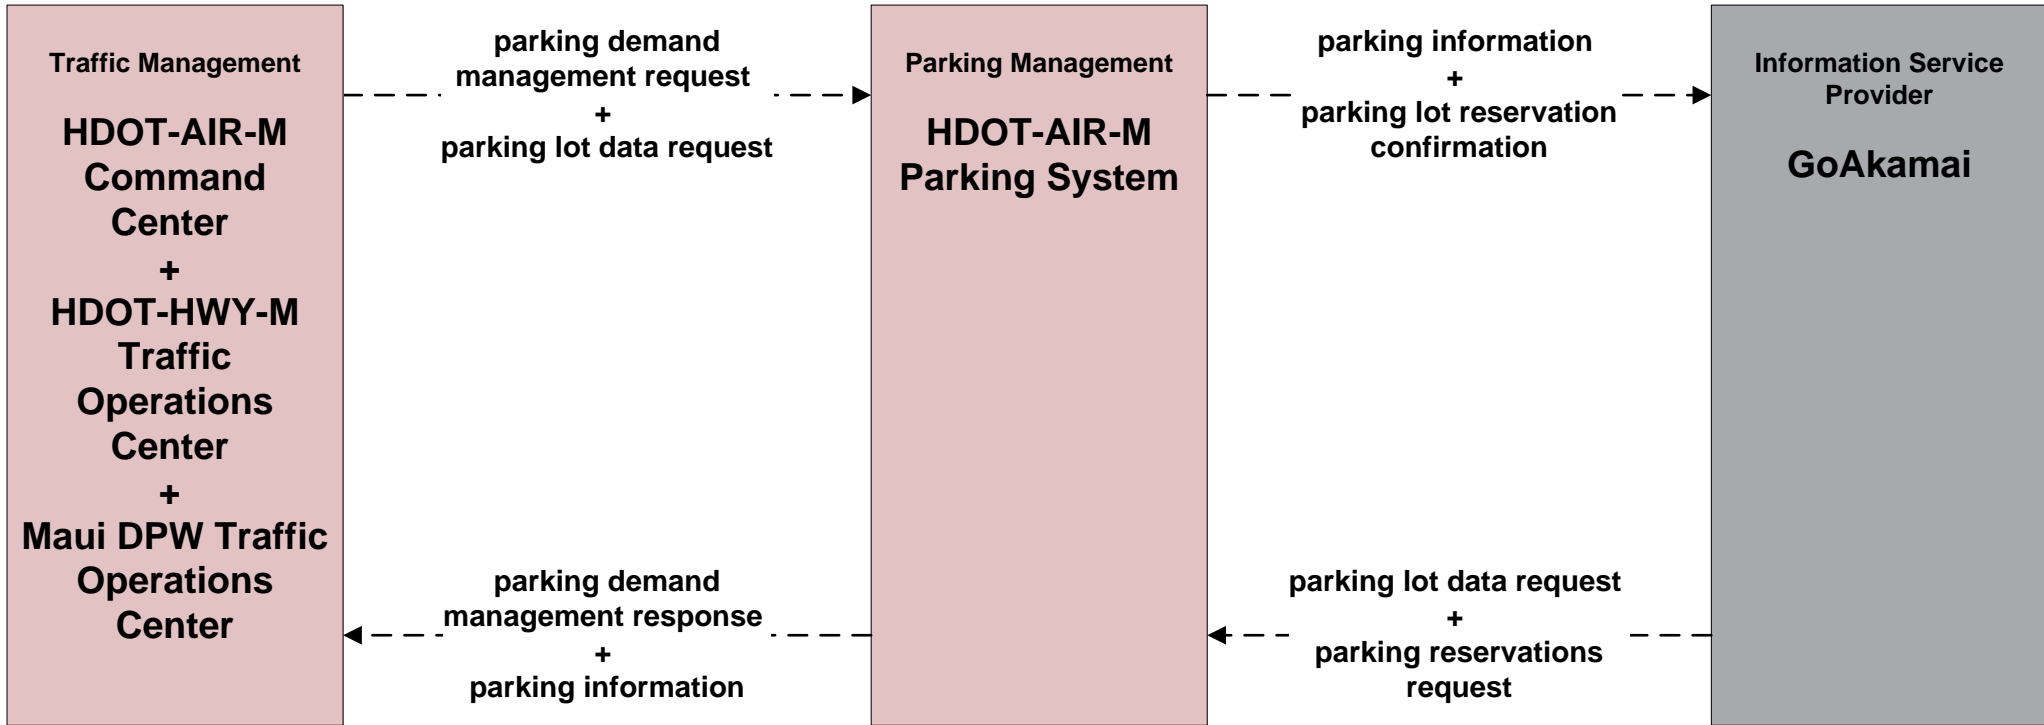 Traffic Management
HDOT-AIR-M
Command
Center
+
HDOT-HWY-M
Traffic
Operations
Center
+
Maui DPW Traffic
Operations
Center
parking demand
management request
+
parking lot data request
parking demand
management response
+
parking information
Parking Management
HDOT-AIR-M
Parking System
parking information
+
parking lot reservation
confirmation
parking lot data request
+
parking reservations
request
Information Service
Provider
GoAkamai